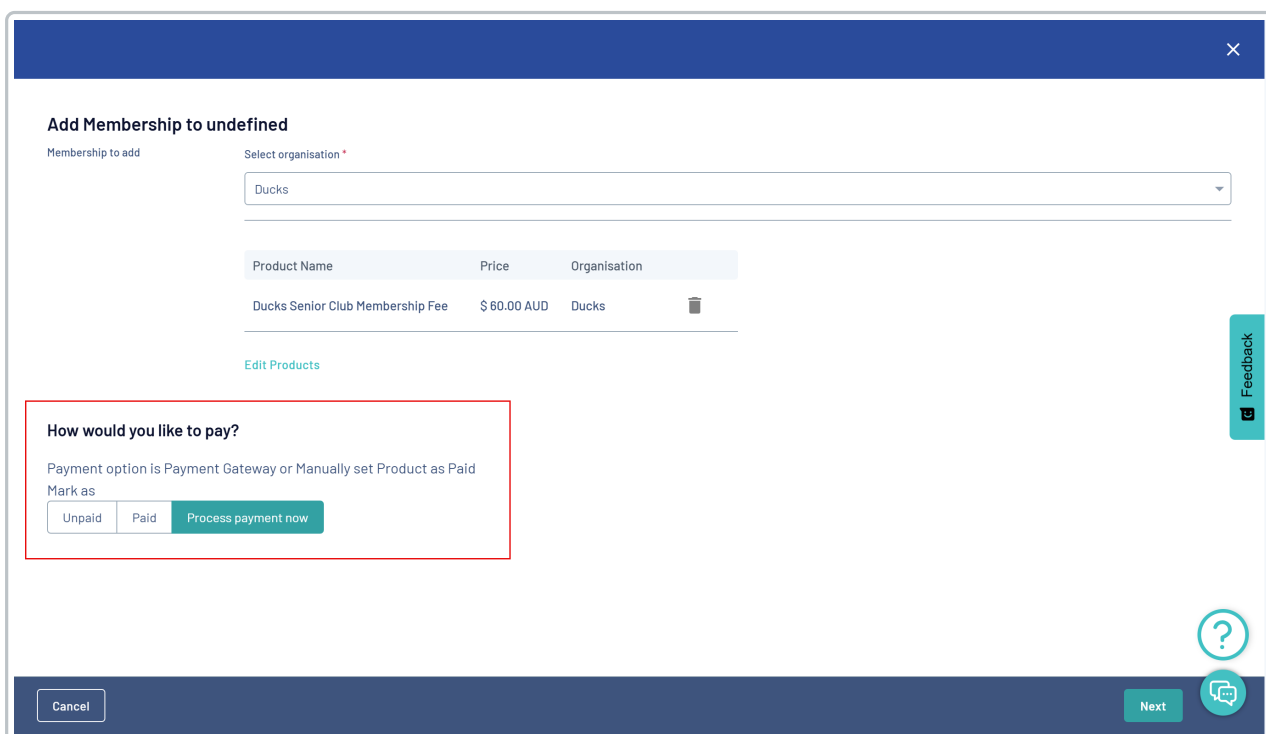 Add Membership to undefined
Membership to add
Select organisation *
Ducks
Product Name Price Organisation
Ducks Senior Club Membership Fee $ 60.00 AUD Ducks
Edit Products
Feedback
How would you like to pay?
Payment option is Payment Gateway or Manually set Product as Paid
Mark as
Unpaid Paid Process payment now
?
Cancel Next